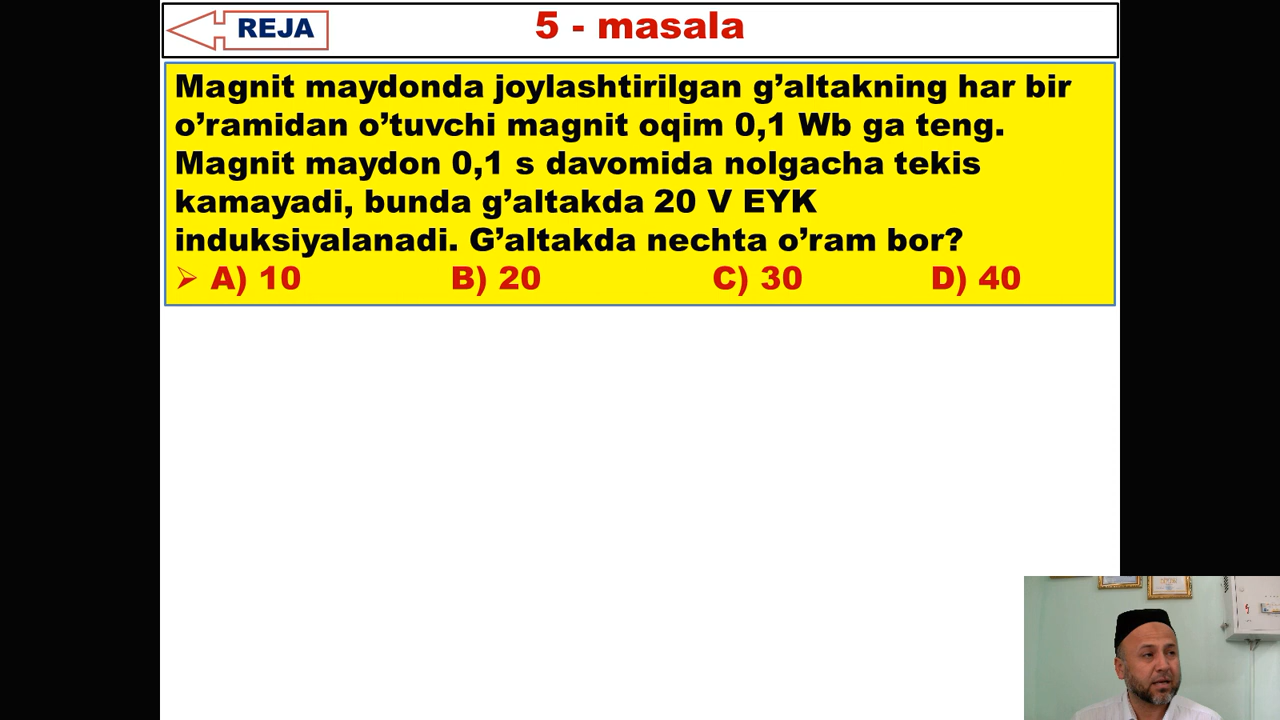 REJA
5 - masala
Magnit maydonda joylashtirilgan g’altakning har bir
o’ramidan o’tuvchi magnit oqim 0,1 Wb ga teng.
Magnit maydon 0,1 s davomida nolgacha tekis
kamayadi, bunda g’altakda 20 V EYK
induksiyalanadi. G’altakda nechta o’ram bor?
➢ A) 10 B) 20 C) 30 D) 40